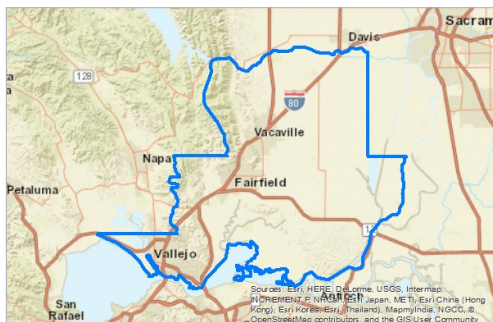 Sacram
Davis
128
80
Vacaville
Napa
Fairfield
Petaluma
Vallejo
San
Rafael
Antioch
Sources: Esri, HERE, DeLorme, USGS, Intermap,
INCREMENT P, NRCan, Esri Japan, METI, Esri China (Hong
Kong), Esri Korea, Esri (Thailand), MapmyIndia, NGCC, ©
OpenStreetMap contributors, and the GIS User Community